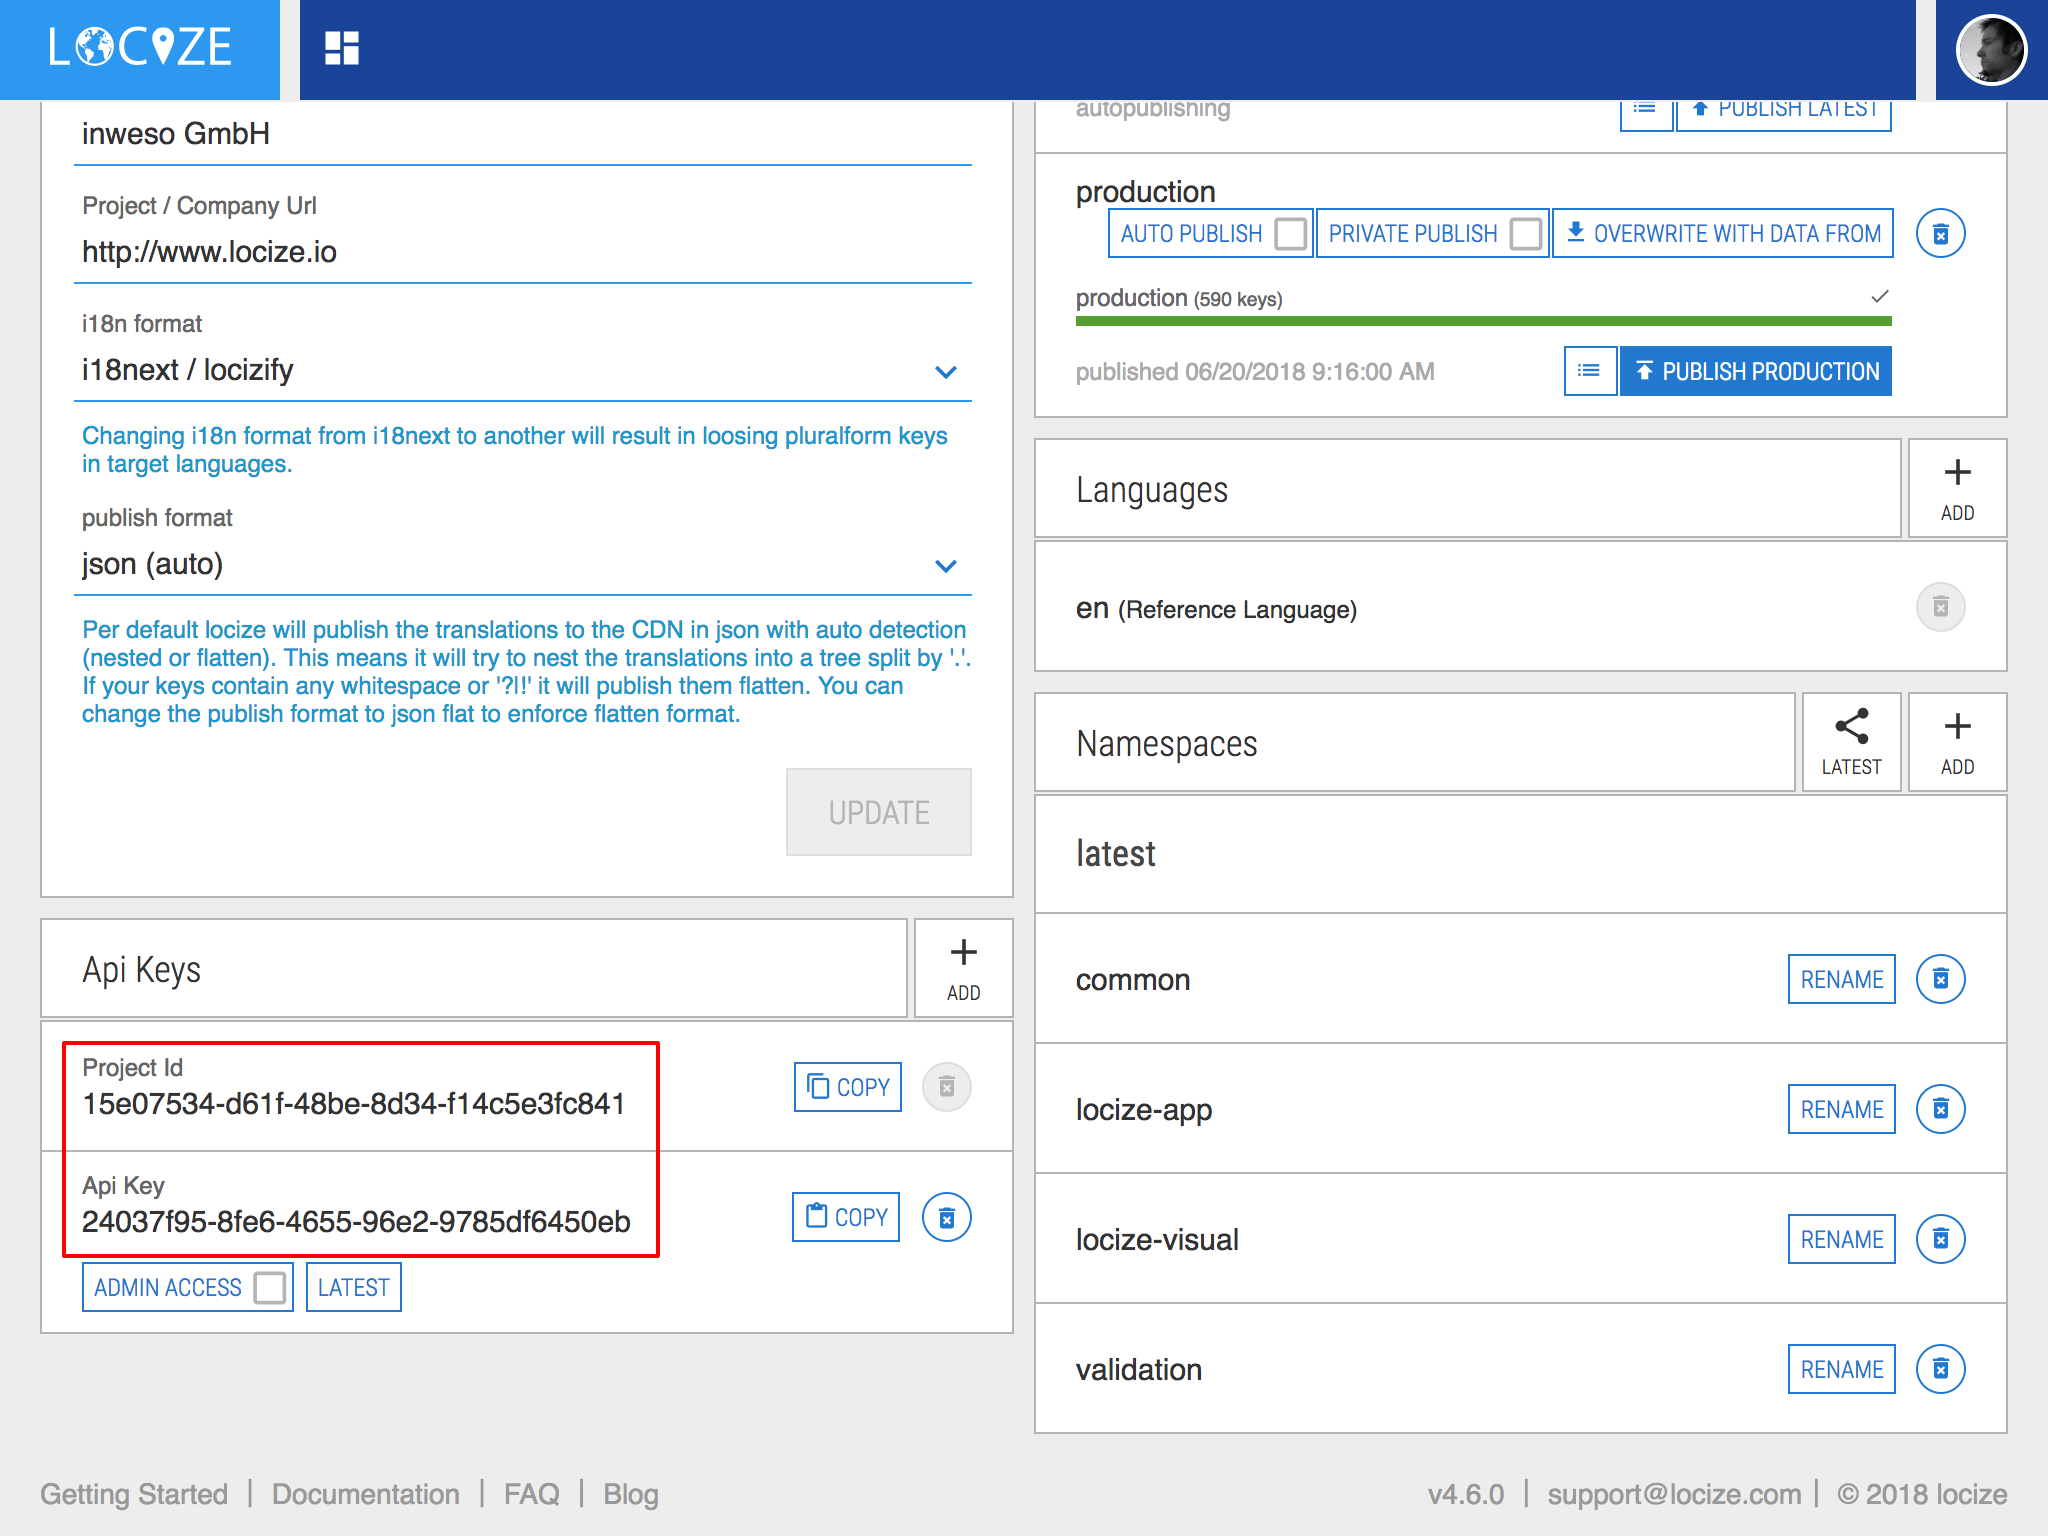 LOCIZE
inweso GmbH
Project / Company Url
http://www.locize.io
i18n format
i18next / locizify
Changing i18n format from i18next to another will result in loosing pluralform keys
in target languages.
publish format
json (auto)
Per default locize will publish the translations to the CDN in json with auto detection
(nested or flatten). This means it will try to nest the translations into a tree split by '.'.
If your keys contain any whitespace or '?|!' it will publish them flatten. You can
change the publish format to json flat to enforce flatten format.
UPDATE
Api Keys
ADD
Project Id
15e07534-d61f-48be-8d34-f14c5e3fc841
COPY
Api Key
24037f95-8fe6-4655-96e2-9785df6450eb
COPY
ADMIN ACCESS
LATEST
autopublishing
PUBLISH LATEST
production
AUTO PUBLISH
PRIVATE PUBLISH
OVERWRITE WITH DATA FROM
production (590 keys)
published 06/20/2018 9:16:00 AM
PUBLISH PRODUCTION
Languages
ADD
en (Reference Language)
Namespaces
LATEST
ADD
latest
common
RENAME
locize-app
RENAME
locize-visual
RENAME
validation
RENAME
Getting Started | Documentation | FAQ | Blog
v4.6.0 | support@locize.com | © 2018 locize